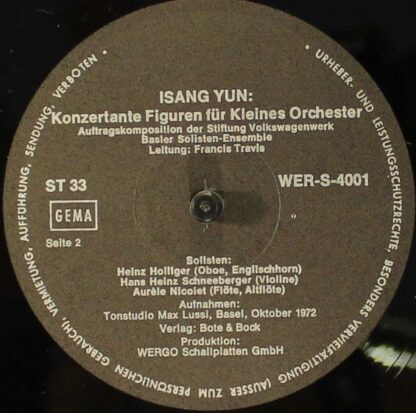 ISANG YUN:
Konzertante Figuren für Kleines Orchester
Auftragskomposition der Stiftung Volkswagenwerk
Basler Solisten-Ensemble
Leitung: Francis Travis
ST 33
WER-S-4001
GEMA
Seite 2
Solisten:
Heinz Holliger (Oboe, Englischhorn)
Hans Heinz Schneeberger (Violine)
Aurèle Nicolet (Flöte, Altflöte)
Aufnahmen:
Tonstudio Max Lussi, Basel, Oktober 1972
Verlag: Bote & Bock
Produktion:
WERGO Schallplatten GmbH
URHEBER- UND LEISTUNGSSCHUTZRECHTE, BESONDERS VERVIELFÄLTIGUNG (AUSSER ZUM PERSÖNLICHEN GEBRAUCH), VERMIETUNG, AUFFÜHRUNG, SENDUNG, VERBOTEN •